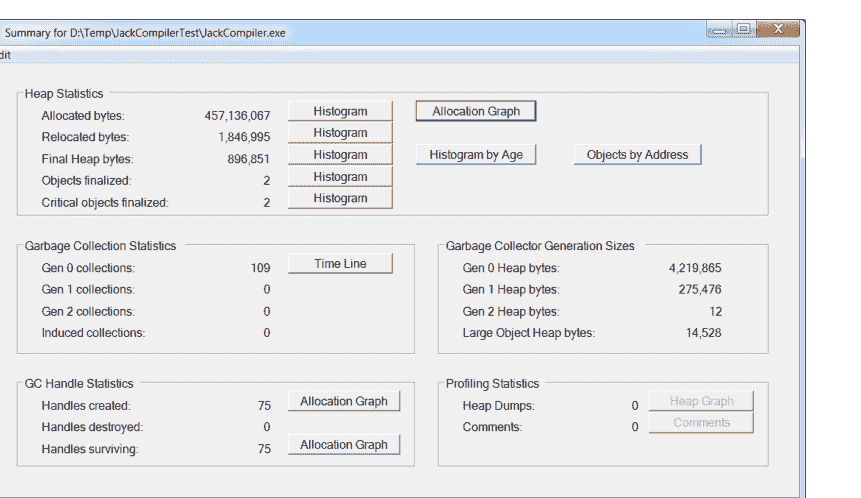 Summary for D:\Temp\JackCompilerTest\JackCompiler.exe
dit
Heap Statistics
Allocated bytes: 457,136,067 Histogram Allocation Graph
Relocated bytes: 1,846,995 Histogram
Final Heap bytes: 896,851 Histogram Histogram by Age Objects by Address
Objects finalized: 2 Histogram
Critical objects finalized: 2 Histogram
Garbage Collection Statistics
Gen 0 collections: 109 Time Line
Gen 1 collections: 0
Gen 2 collections: 0
Induced collections: 0
Garbage Collector Generation Sizes
Gen 0 Heap bytes: 4,219,865
Gen 1 Heap bytes: 275,476
Gen 2 Heap bytes: 12
Large Object Heap bytes: 14,528
GC Handle Statistics
Handles created: 75 Allocation Graph
Handles destroyed: 0
Handles surviving: 75 Allocation Graph
Profiling Statistics
Heap Dumps: 0 Heap Graph
Comments: 0 Comments